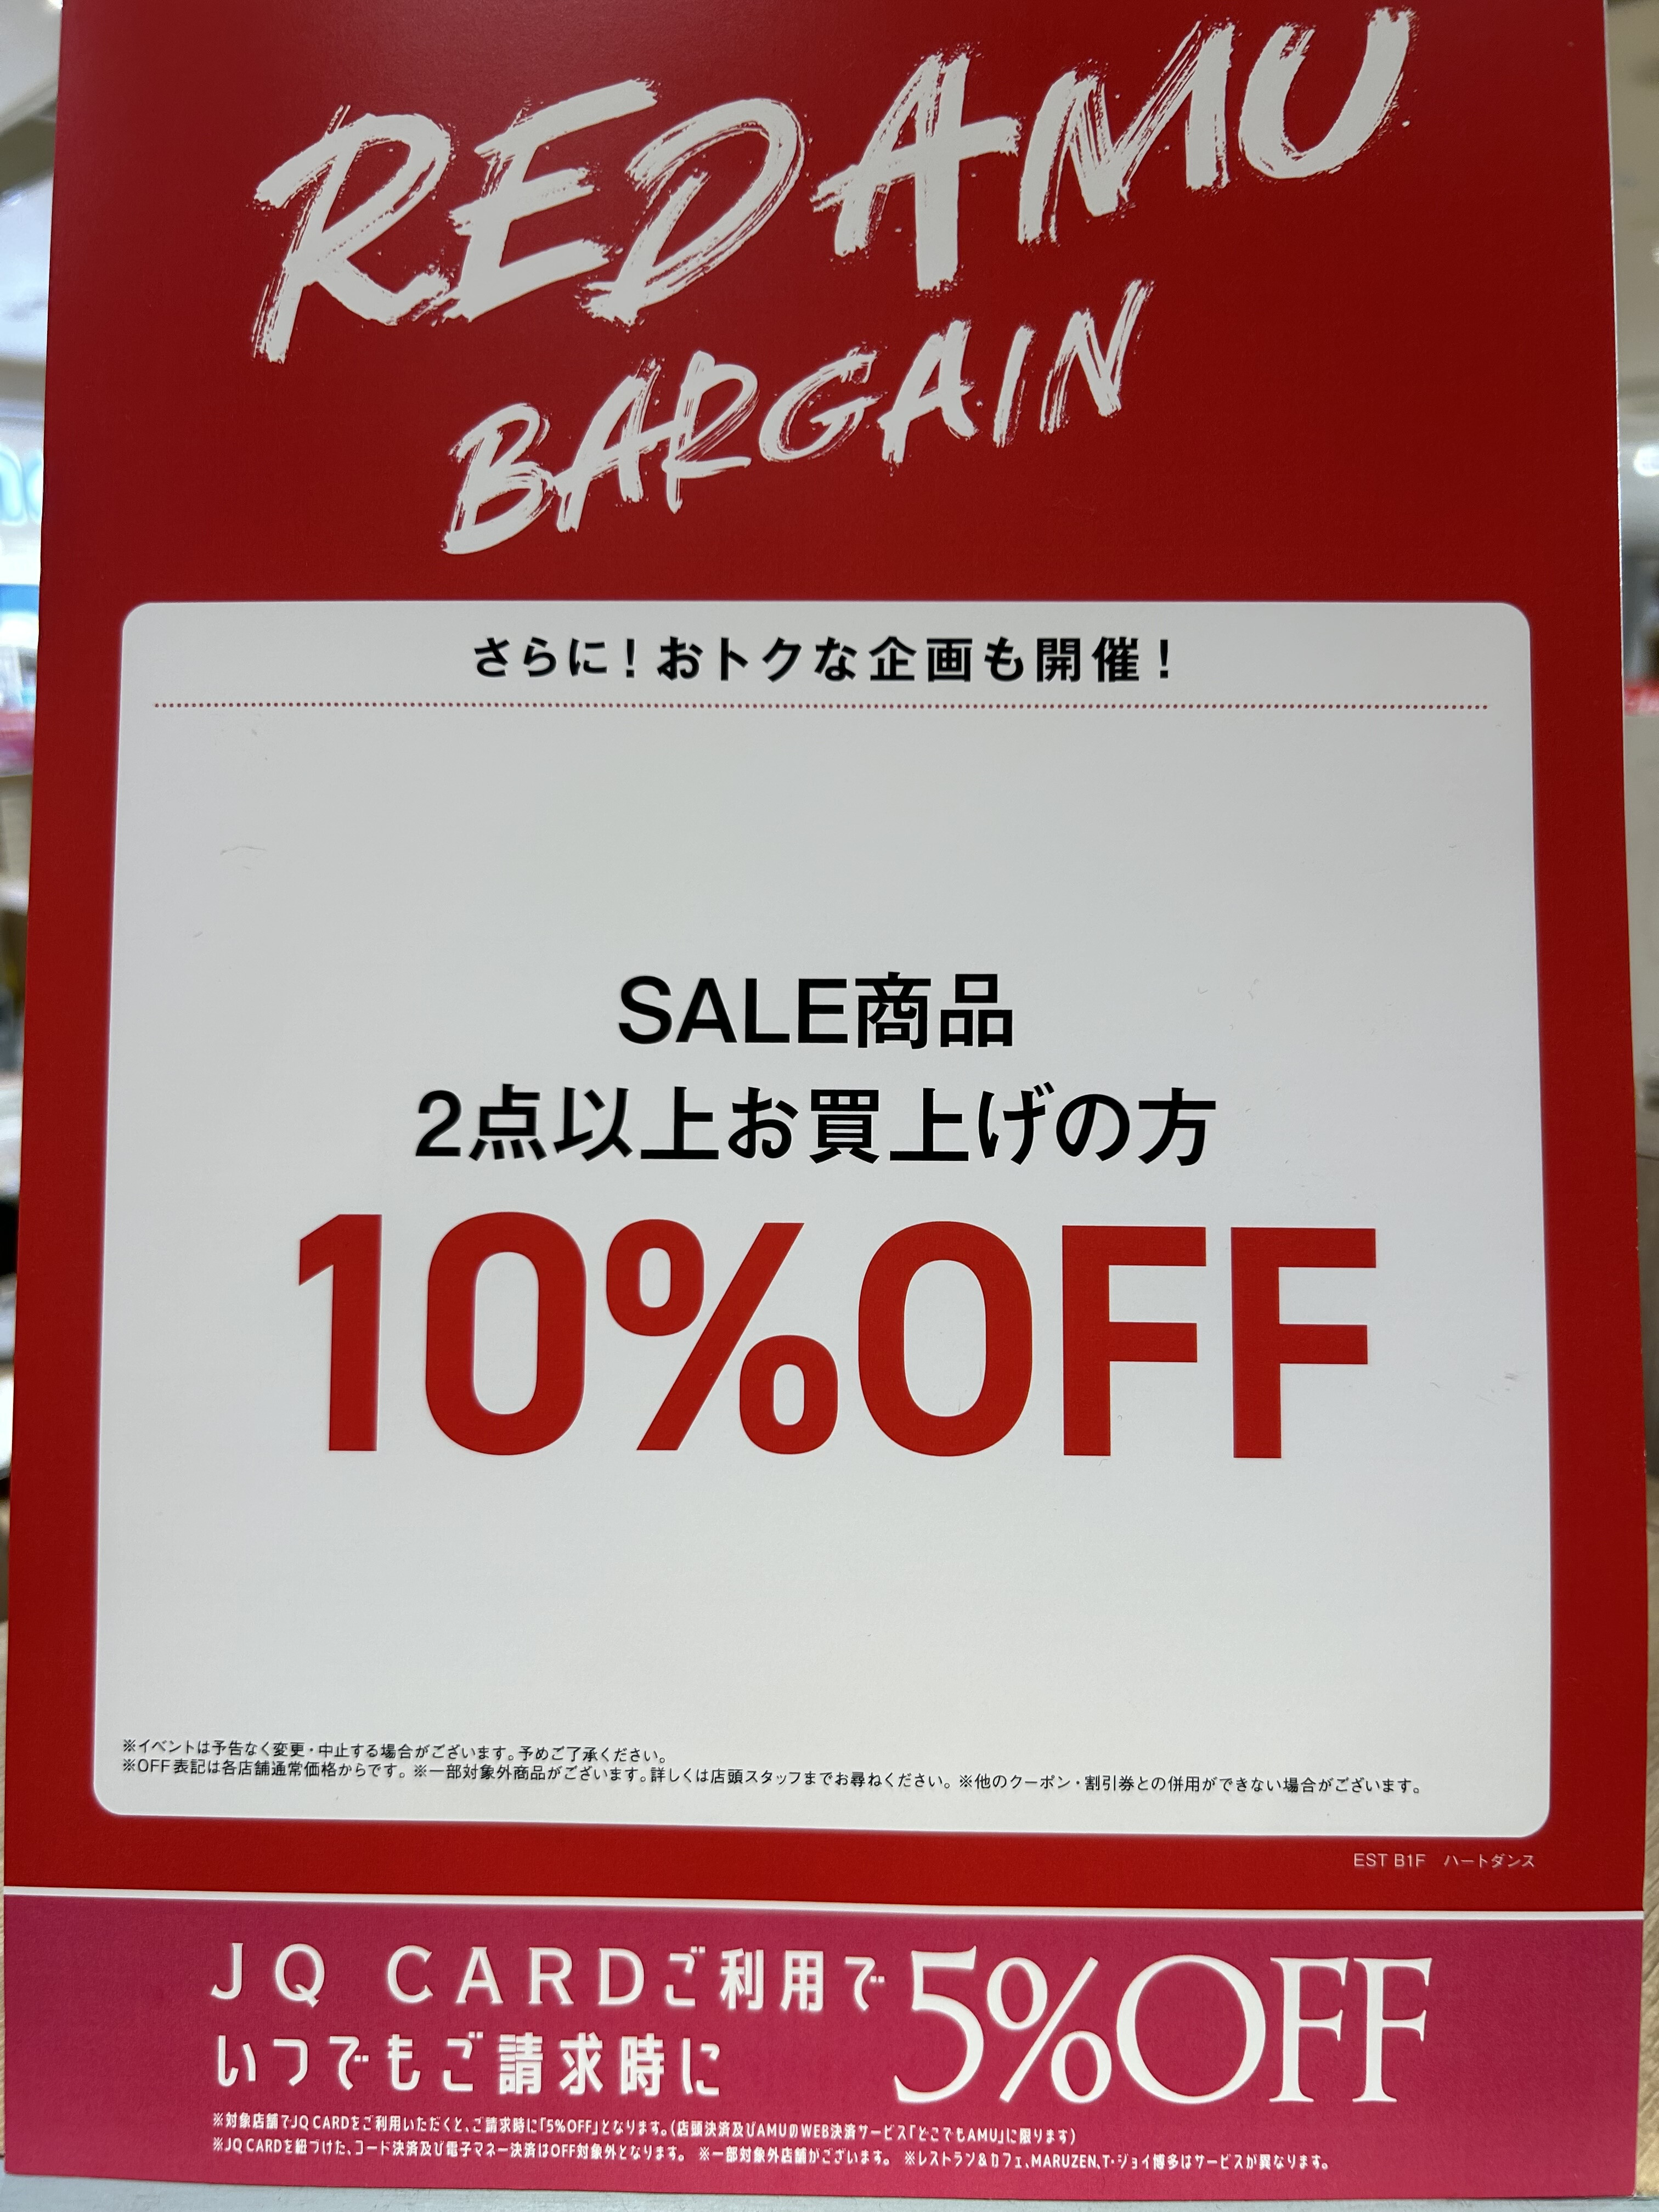 RED AMU
BARGAIN
さらに!おトクな企画も開催!
SALE商品
2点以上お買上げの方
10%OFF
※イベントは予告なく変更・中止する場合がございます。予めご了承ください。
※OFF表記は各店舗通常価格からです。※一部対象外商品がございます。詳しくは店頭スタッフまでお尋ねください。※他のクーポン・割引券との併用ができない場合がございます。
EST B1F ハートダンス
JQ CARDご利用で
いつでもご請求時に
5%OFF
※対象店舗でJQ CARDをご利用いただくと、ご請求時に「5%OFF」となります。(店頭決済及びAMUのWEB決済サービス「どこでもAMU」に限ります)
※JQ CARDを紐づけた、コード決済及び電子マネー決済はOFF対象外となります。 ※一部対象外店舗がございます。 ※レストラン&カフェ、MARUZEN、T・ジョイ博多はサービスが異なります。